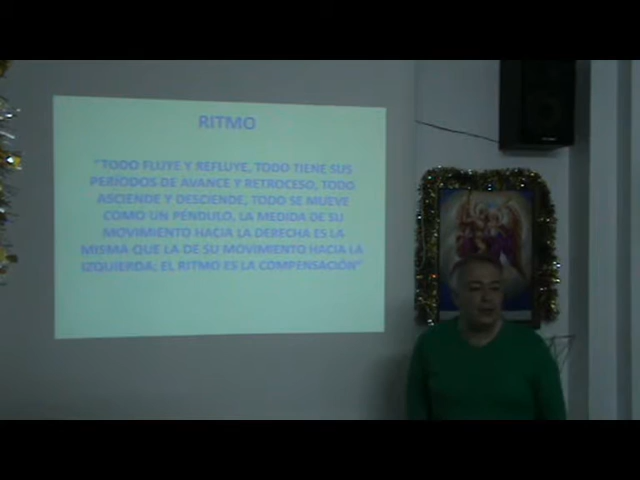 RITMO
"TODO FLUYE Y REFLUYE, TODO TIENE SUS
PERÍODOS DE AVANCE Y RETROCESO, TODO
ASCIENDE Y DESCIENDE, TODO SE MUEVE
COMO UN PÉNDULO, LA MEDIDA DE SU
MOVIMIENTO HACIA LA DERECHA ES LA
MISMA QUE LA DE SU MOVIMIENTO HACIA LA
IZQUIERDA; EL RITMO ES LA COMPENSACIÓN"